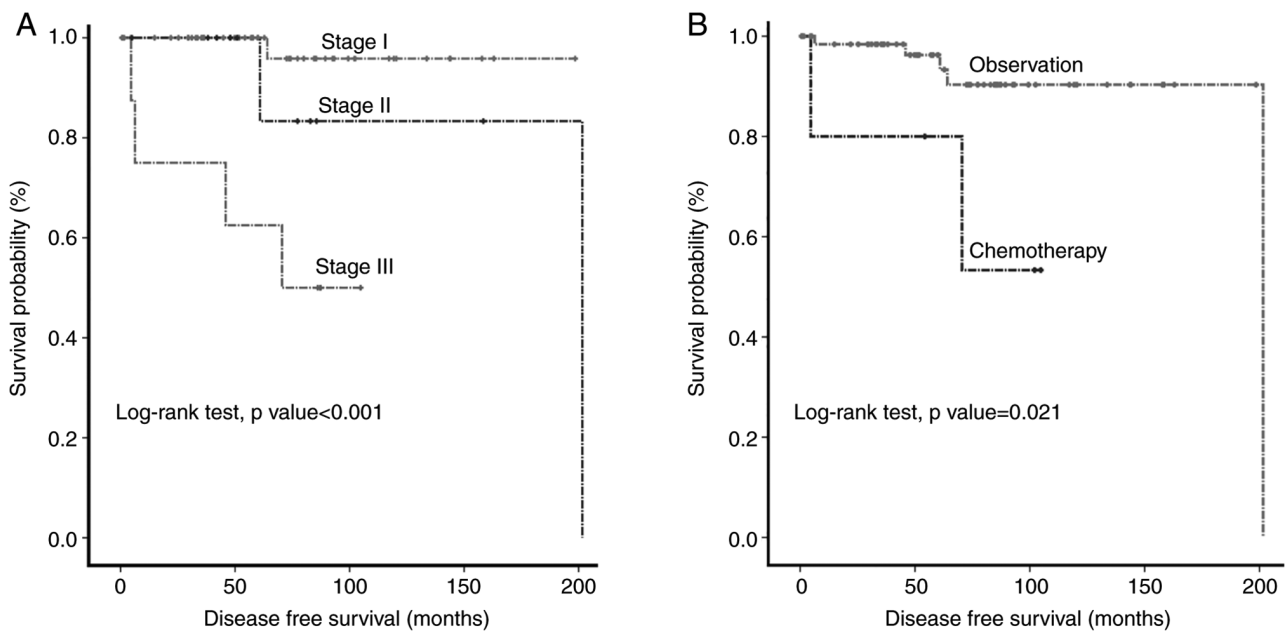 A
1.0
0.8
0.6
0.4
0.2
0.0
Survival probability (%)
Stage I
Stage II
Stage III
Log-rank test, p value<0.001
0 50 100 150 200
Disease free survival (months)
B
1.0
0.8
0.6
0.4
0.2
0.0
Survival probability (%)
Observation
Chemotherapy
Log-rank test, p value=0.021
0 50 100 150 200
Disease free survival (months)